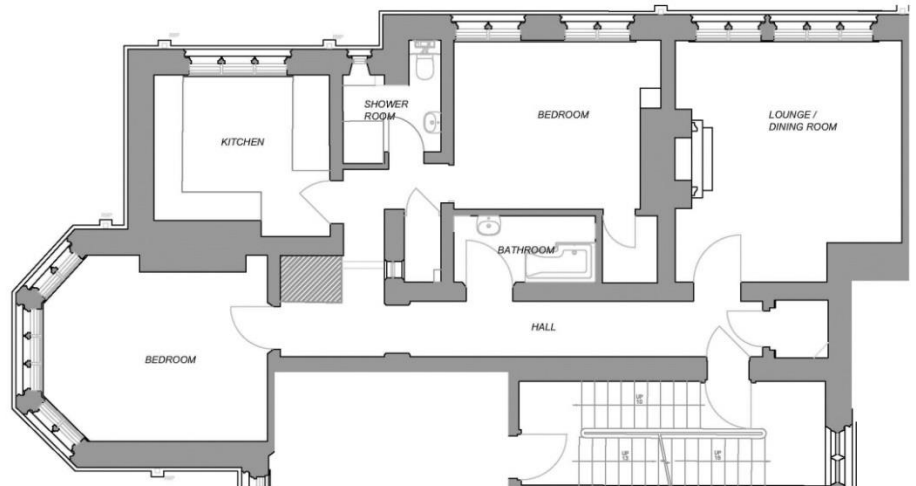 KITCHEN
SHOWER
ROOM
BEDROOM
LOUNGE /
DINING ROOM
BATHROOM
HALL
BEDROOM